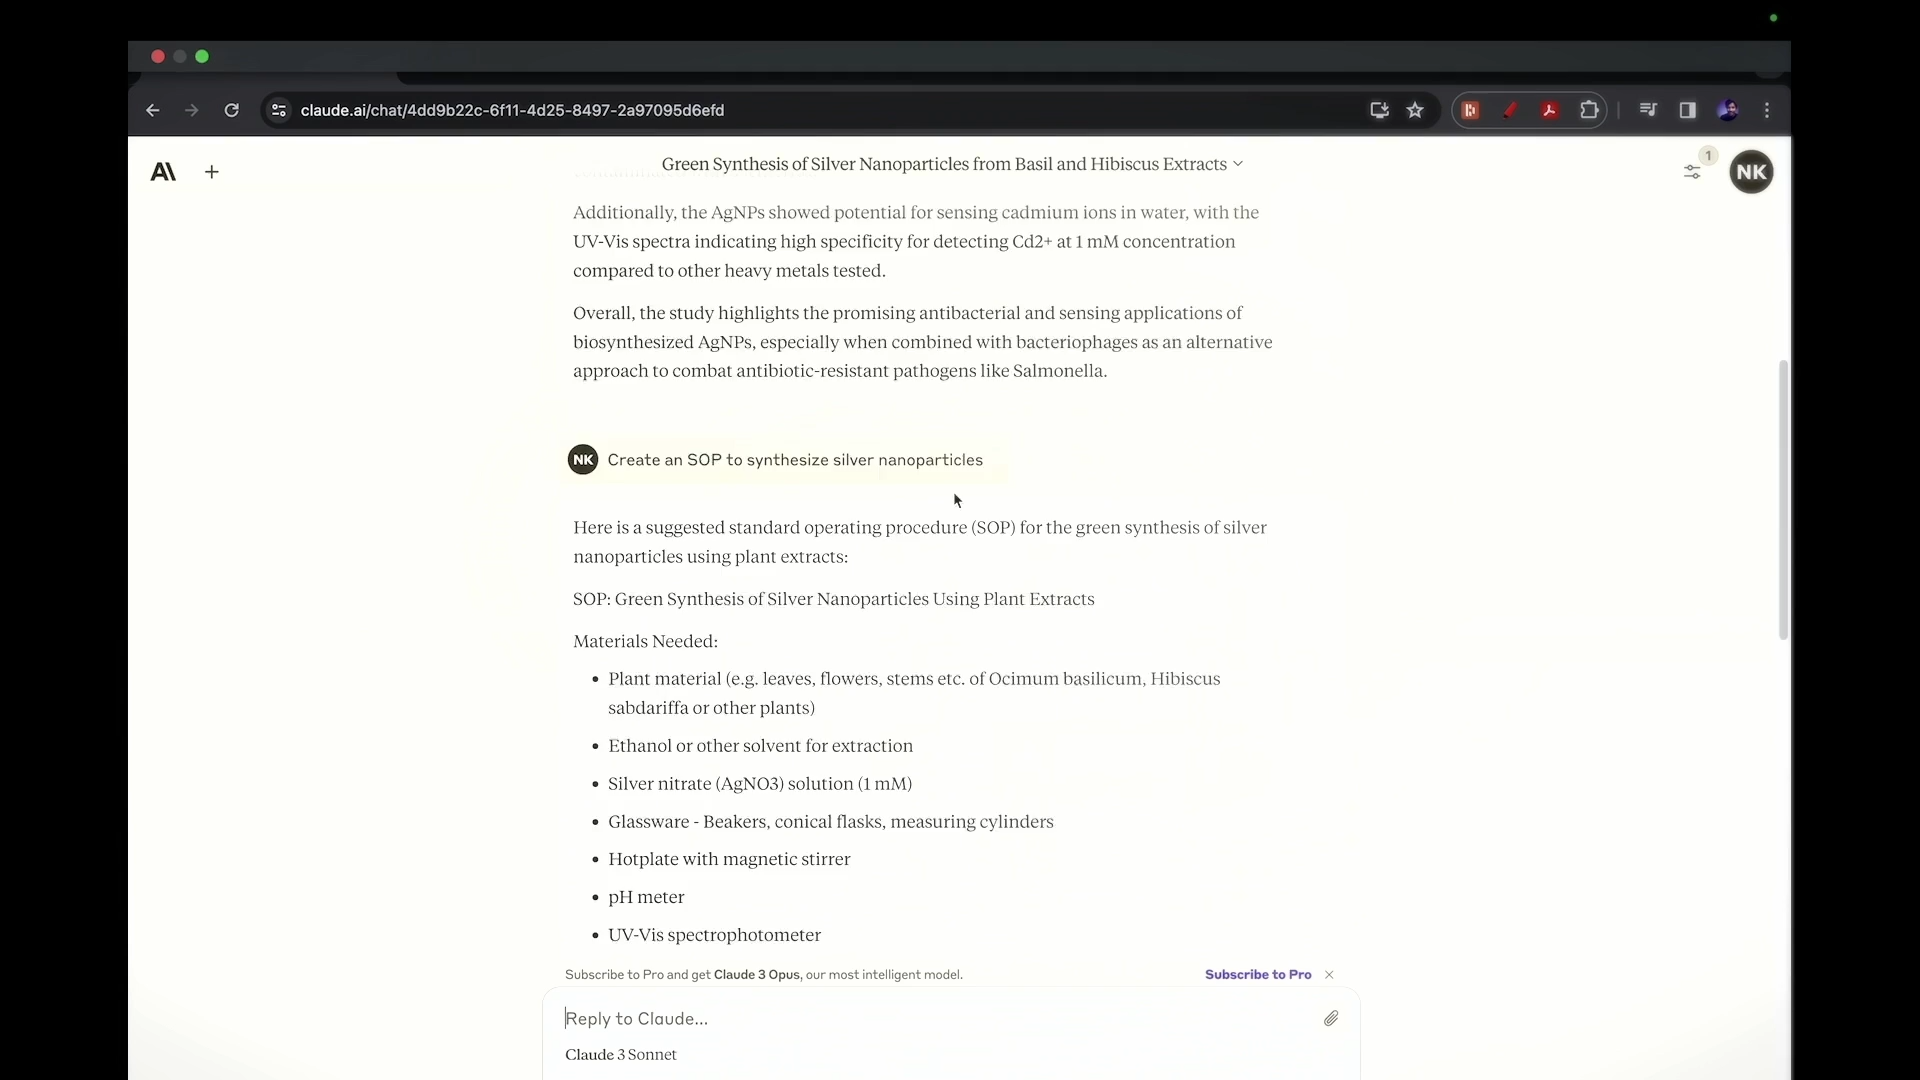 claude.ai/chat/4dd9b22c-6f11-4d25-8497-2a97095d6efd
Green Synthesis of Silver Nanoparticles from Basil and Hibiscus Extracts
1
NK
Additionally, the AgNPs showed potential for sensing cadmium ions in water, with the
UV-Vis spectra indicating high specificity for detecting Cd2+ at 1 mM concentration
compared to other heavy metals tested.
Overall, the study highlights the promising antibacterial and sensing applications of
biosynthesized AgNPs, especially when combined with bacteriophages as an alternative
approach to combat antibiotic-resistant pathogens like Salmonella.
NK Create an SOP to synthesize silver nanoparticles
Here is a suggested standard operating procedure (SOP) for the green synthesis of silver
nanoparticles using plant extracts:
SOP: Green Synthesis of Silver Nanoparticles Using Plant Extracts
Materials Needed:
• Plant material (e.g. leaves, flowers, stems etc. of Ocimum basilicum, Hibiscus
sabdariffa or other plants)
• Ethanol or other solvent for extraction
• Silver nitrate (AgNO3) solution (1 mM)
• Glassware - Beakers, conical flasks, measuring cylinders
• Hotplate with magnetic stirrer
• pH meter
• UV-Vis spectrophotometer
Subscribe to Pro and get Claude 3 Opus, our most intelligent model. Subscribe to Pro
Reply to Claude...
Claude 3 Sonnet